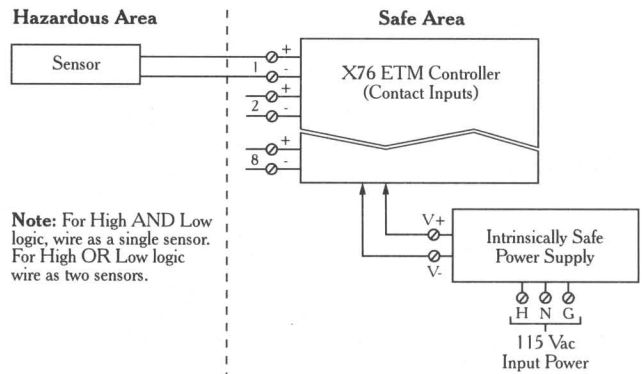 Hazardous Area
Safe Area
Sensor
1
+
-
X76 ETM Controller
(Contact Inputs)
2
+
-
8
+
-
Note: For High AND Low
logic, wire as a single sensor.
For High OR Low logic
wire as two sensors.
V+
V-
Intrinsically Safe
Power Supply
H N G
115 Vac
Input Power